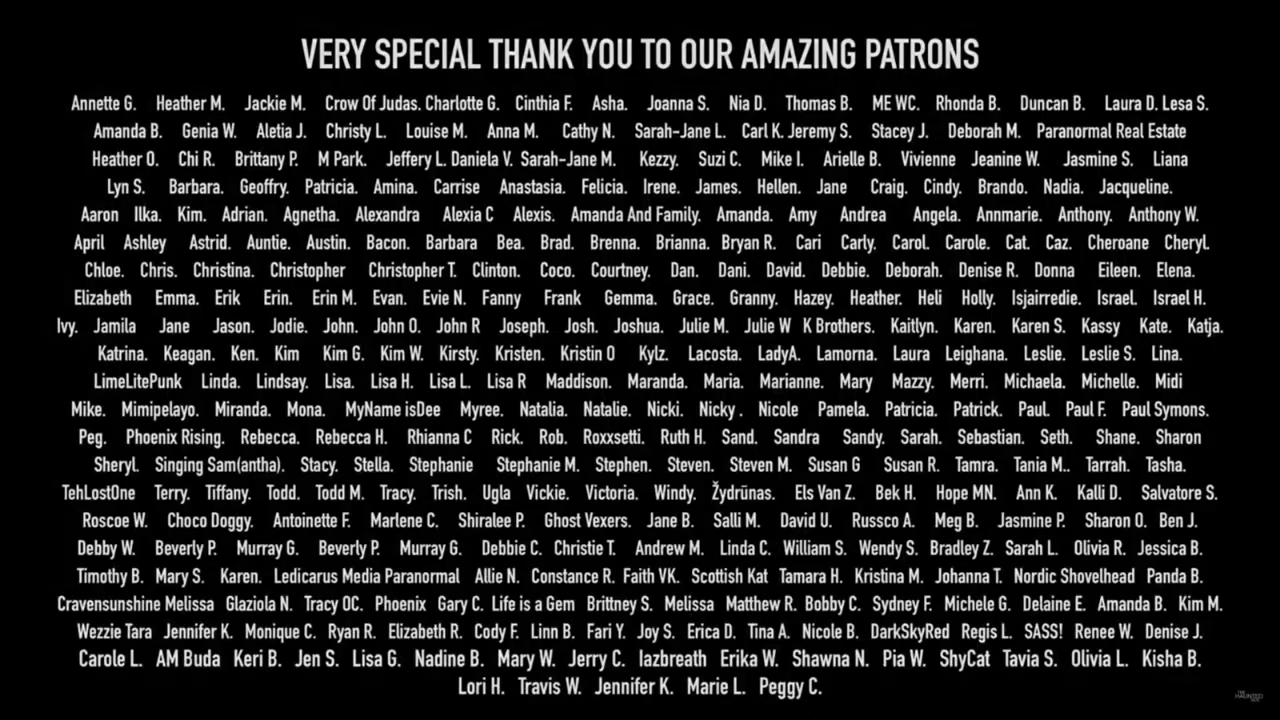 VERY SPECIAL THANK YOU TO OUR AMAZING PATRONS
Annette G. Heather M. Jackie M. Crow Of Judas. Charlotte G. Cinthia F. Asha. Joanna S. Nia D. Thomas B. ME WC. Rhonda B. Duncan B. Laura D. Lesa S.
Amanda B. Genia W. Aletia J. Christy L. Louise M. Anna M. Cathy N. Sarah-Jane L. Carl K. Jeremy S. Stacey J. Deborah M. Paranormal Real Estate
Heather O. Chi R. Brittany P. M Park. Jeffery L. Daniela V. Sarah-Jane M. Kezzy. Suzi C. Mike I. Arielle B. Vivienne Jeanine W. Jasmine S. Liana
Lyn S. Barbara. Geoffry. Patricia. Amina. Carrise Anastasia. Felicia. Irene. James. Hellen. Jane Craig. Cindy. Brando. Nadia. Jacqueline.
Aaron Ilka. Kim. Adrian. Agnetha. Alexandra Alexia C Alexis. Amanda And Family. Amanda. Amy Andrea Angela. Annmarie. Anthony. Anthony W.
April Ashley Astrid. Auntie. Austin. Bacon. Barbara Bea. Brad. Brenna. Brianna. Bryan R. Cari Carly. Carol. Carole. Cat. Caz. Cheroane Cheryl.
Chloe. Chris. Christina. Christopher Christopher T. Clinton. Coco. Courtney. Dan. Dani. David. Debbie. Deborah. Denise R. Donna Eileen. Elena.
Elizabeth Emma. Erik Erin. Erin M. Evan. Evie N. Fanny Frank Gemma. Grace. Granny. Hazey. Heather. Heli Holly. Isjairredie. Israel. Israel H.
Ivy. Jamila Jane Jason. Jodie. John. John O. John R Joseph. Josh. Joshua. Julie M. Julie W K Brothers. Kaitlyn. Karen. Karen S. Kassy Kate. Katja.
Katrina. Keagan. Ken. Kim Kim G. Kim W. Kirsty. Kristen. Kristin O Kylz. Lacosta. LadyA. Lamorna. Laura Leighana. Leslie. Leslie S. Lina.
LimeLitePunk Linda. Lindsay. Lisa. Lisa H. Lisa L. Lisa R Maddison. Maranda. Maria. Marianne. Mary Mazzy. Merri. Michaela. Michelle. Midi
Mike. Mimipelayo. Miranda. Mona. MyName isDee Myree. Natalia. Natalie. Nicki. Nicky . Nicole Pamela. Patricia. Patrick. Paul. Paul F. Paul Symons.
Peg. Phoenix Rising. Rebecca. Rebecca H. Rhianna C Rick. Rob. Roxxsetti. Ruth H. Sand. Sandra Sandy. Sarah. Sebastian. Seth. Shane. Sharon
Sheryl. Singing Sam(antha). Stacy. Stella. Stephanie Stephanie M. Stephen. Steven. Steven M. Susan G Susan R. Tamra. Tania M.. Tarrah. Tasha.
TehLostOne Terry. Tiffany. Todd. Todd M. Tracy. Trish. Ugla Vickie. Victoria. Windy. Žydrūnas. Els Van Z. Bek H. Hope MN. Ann K. Kalli D. Salvatore S.
Roscoe W. Choco Doggy. Antoinette F. Marlene C. Shiralee P. Ghost Vexers. Jane B. Salli M. David U. Russco A. Meg B. Jasmine P. Sharon O. Ben J.
Debby W. Beverly P. Murray G. Beverly P. Murray G. Debbie C. Christie T. Andrew M. Linda C. William S. Wendy S. Bradley Z. Sarah L. Olivia R. Jessica B.
Timothy B. Mary S. Karen. Ledicarus Media Paranormal Allie N. Constance R. Faith VK. Scottish Kat Tamara H. Kristina M. Johanna T. Nordic Shovelhead Panda B.
Cravensunshine Melissa Glaziola N. Tracy OC. Phoenix Gary C. Life is a Gem Brittney S. Melissa Matthew R. Bobby C. Sydney F. Michele G. Delaine E. Amanda B. Kim M.
Wezzie Tara Jennifer K. Monique C. Ryan R. Elizabeth R. Cody F. Linn B. Fari Y. Joy S. Erica D. Tina A. Nicole B. DarkSkyRed Regis L. SASS! Renee W. Denise J.
Carole L. AM Buda Keri B. Jen S. Lisa G. Nadine B. Mary W. Jerry C. Iazbreath Erika W. Shawna N. Pia W. ShyCat Tavia S. Olivia L. Kisha B.
Lori H. Travis W. Jennifer K. Marie L. Peggy C.
HAUNTED